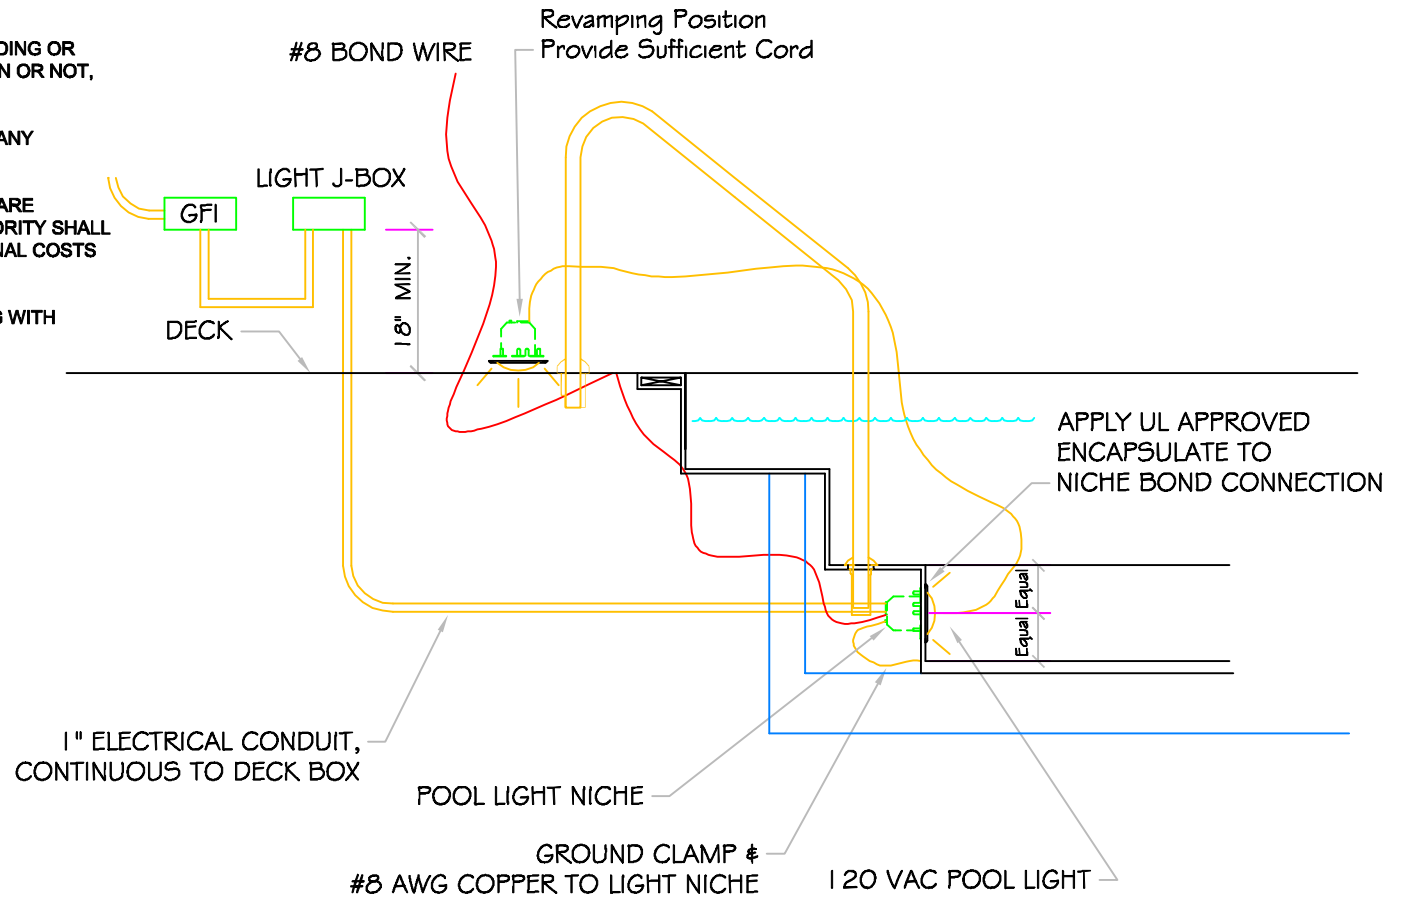 DING OR
N OR NOT,
ANY
ARE
ORITY SHALL
NAL COSTS
G WITH
#8 BOND WIRE
Revamping Position
Provide Sufficient Cord
LIGHT J-BOX
GFI
18" MIN.
DECK
APPLY UL APPROVED
ENCAPSULATE TO
NICHE BOND CONNECTION
Equal
Equal
1" ELECTRICAL CONDUIT,
CONTINUOUS TO DECK BOX
POOL LIGHT NICHE
GROUND CLAMP &
#8 AWG COPPER TO LIGHT NICHE
120 VAC POOL LIGHT